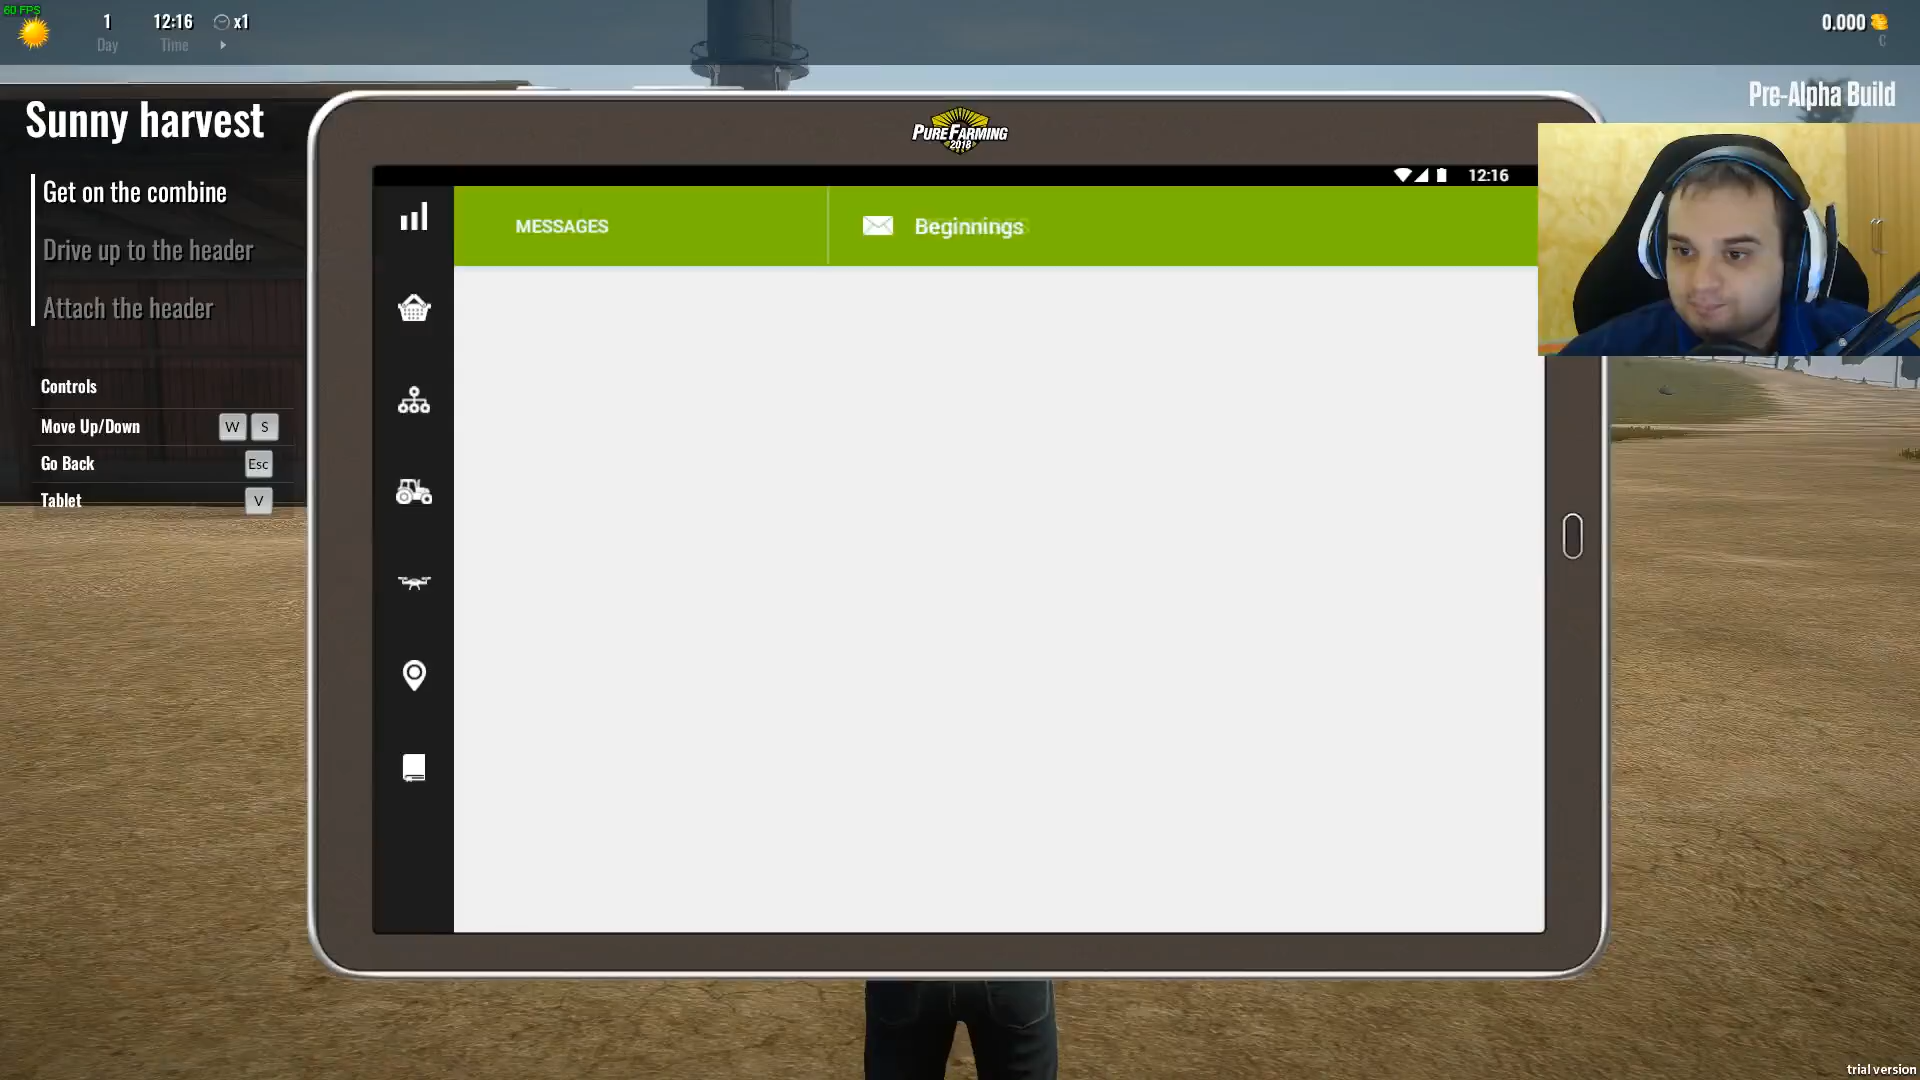 60 FPS
1
Day
12:16
Time
x1
0.000
C
Pre-Alpha Build
Sunny harvest
Get on the combine
Drive up to the header
Attach the header
Controls
Move Up/Down W S
Go Back Esc
Tablet V
PURE FARMING
2018
12:16
MESSAGES
Beginnings
trial version